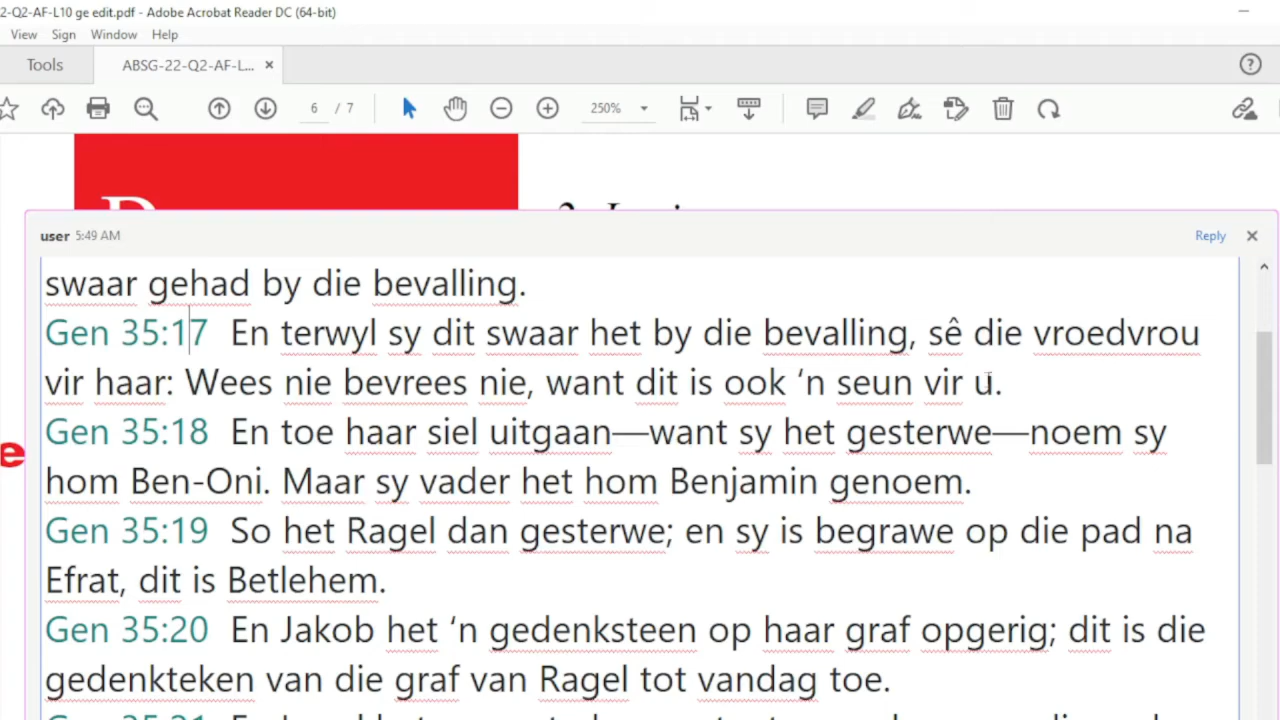 2-Q2-AF-L10 ge edit.pdf - Adobe Acrobat Reader DC (64-bit)
View Sign Window Help
Tools ABSG-22-Q2-AF-L...
6 / 7 250%
user 5:49 AM Reply
swaar gehad by die bevalling.
Gen 35:17 En terwyl sy dit swaar het by die bevalling, sê die vroedvrou
vir haar: Wees nie bevrees nie, want dit is ook ‘n seun vir u.
Gen 35:18 En toe haar siel uitgaan—want sy het gesterwe—noem sy
hom Ben-Oni. Maar sy vader het hom Benjamin genoem.
Gen 35:19 So het Ragel dan gesterwe; en sy is begrawe op die pad na
Efrat, dit is Betlehem.
Gen 35:20 En Jakob het ‘n gedenksteen op haar graf opgerig; dit is die
gedenkteken van die graf van Ragel tot vandag toe.